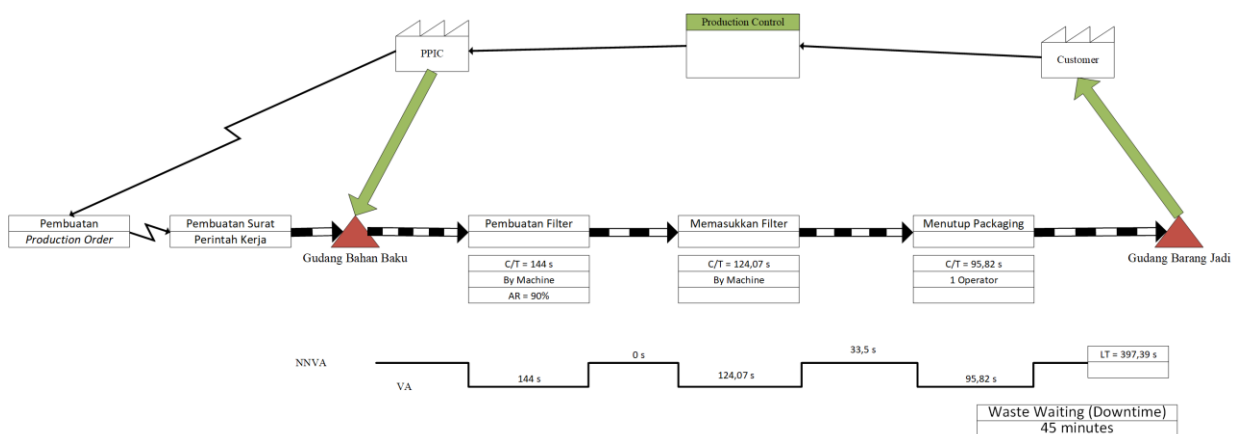 Production Control
PPIC
Customer
Pembuatan
Production Order
Pembuatan Surat
Perintah Kerja
Gudang Bahan Baku
Pembuatan Filter
Memasukkan Filter
Menutup Packaging
Gudang Barang Jadi
C/T = 144 s
By Machine
AR = 90%
C/T = 124,07 s
By Machine
C/T = 95,82 s
1 Operator
NNVA
0 s
33,5 s
LT = 397,39 s
VA
144 s
124,07 s
95,82 s
Waste Waiting (Downtime)
45 minutes